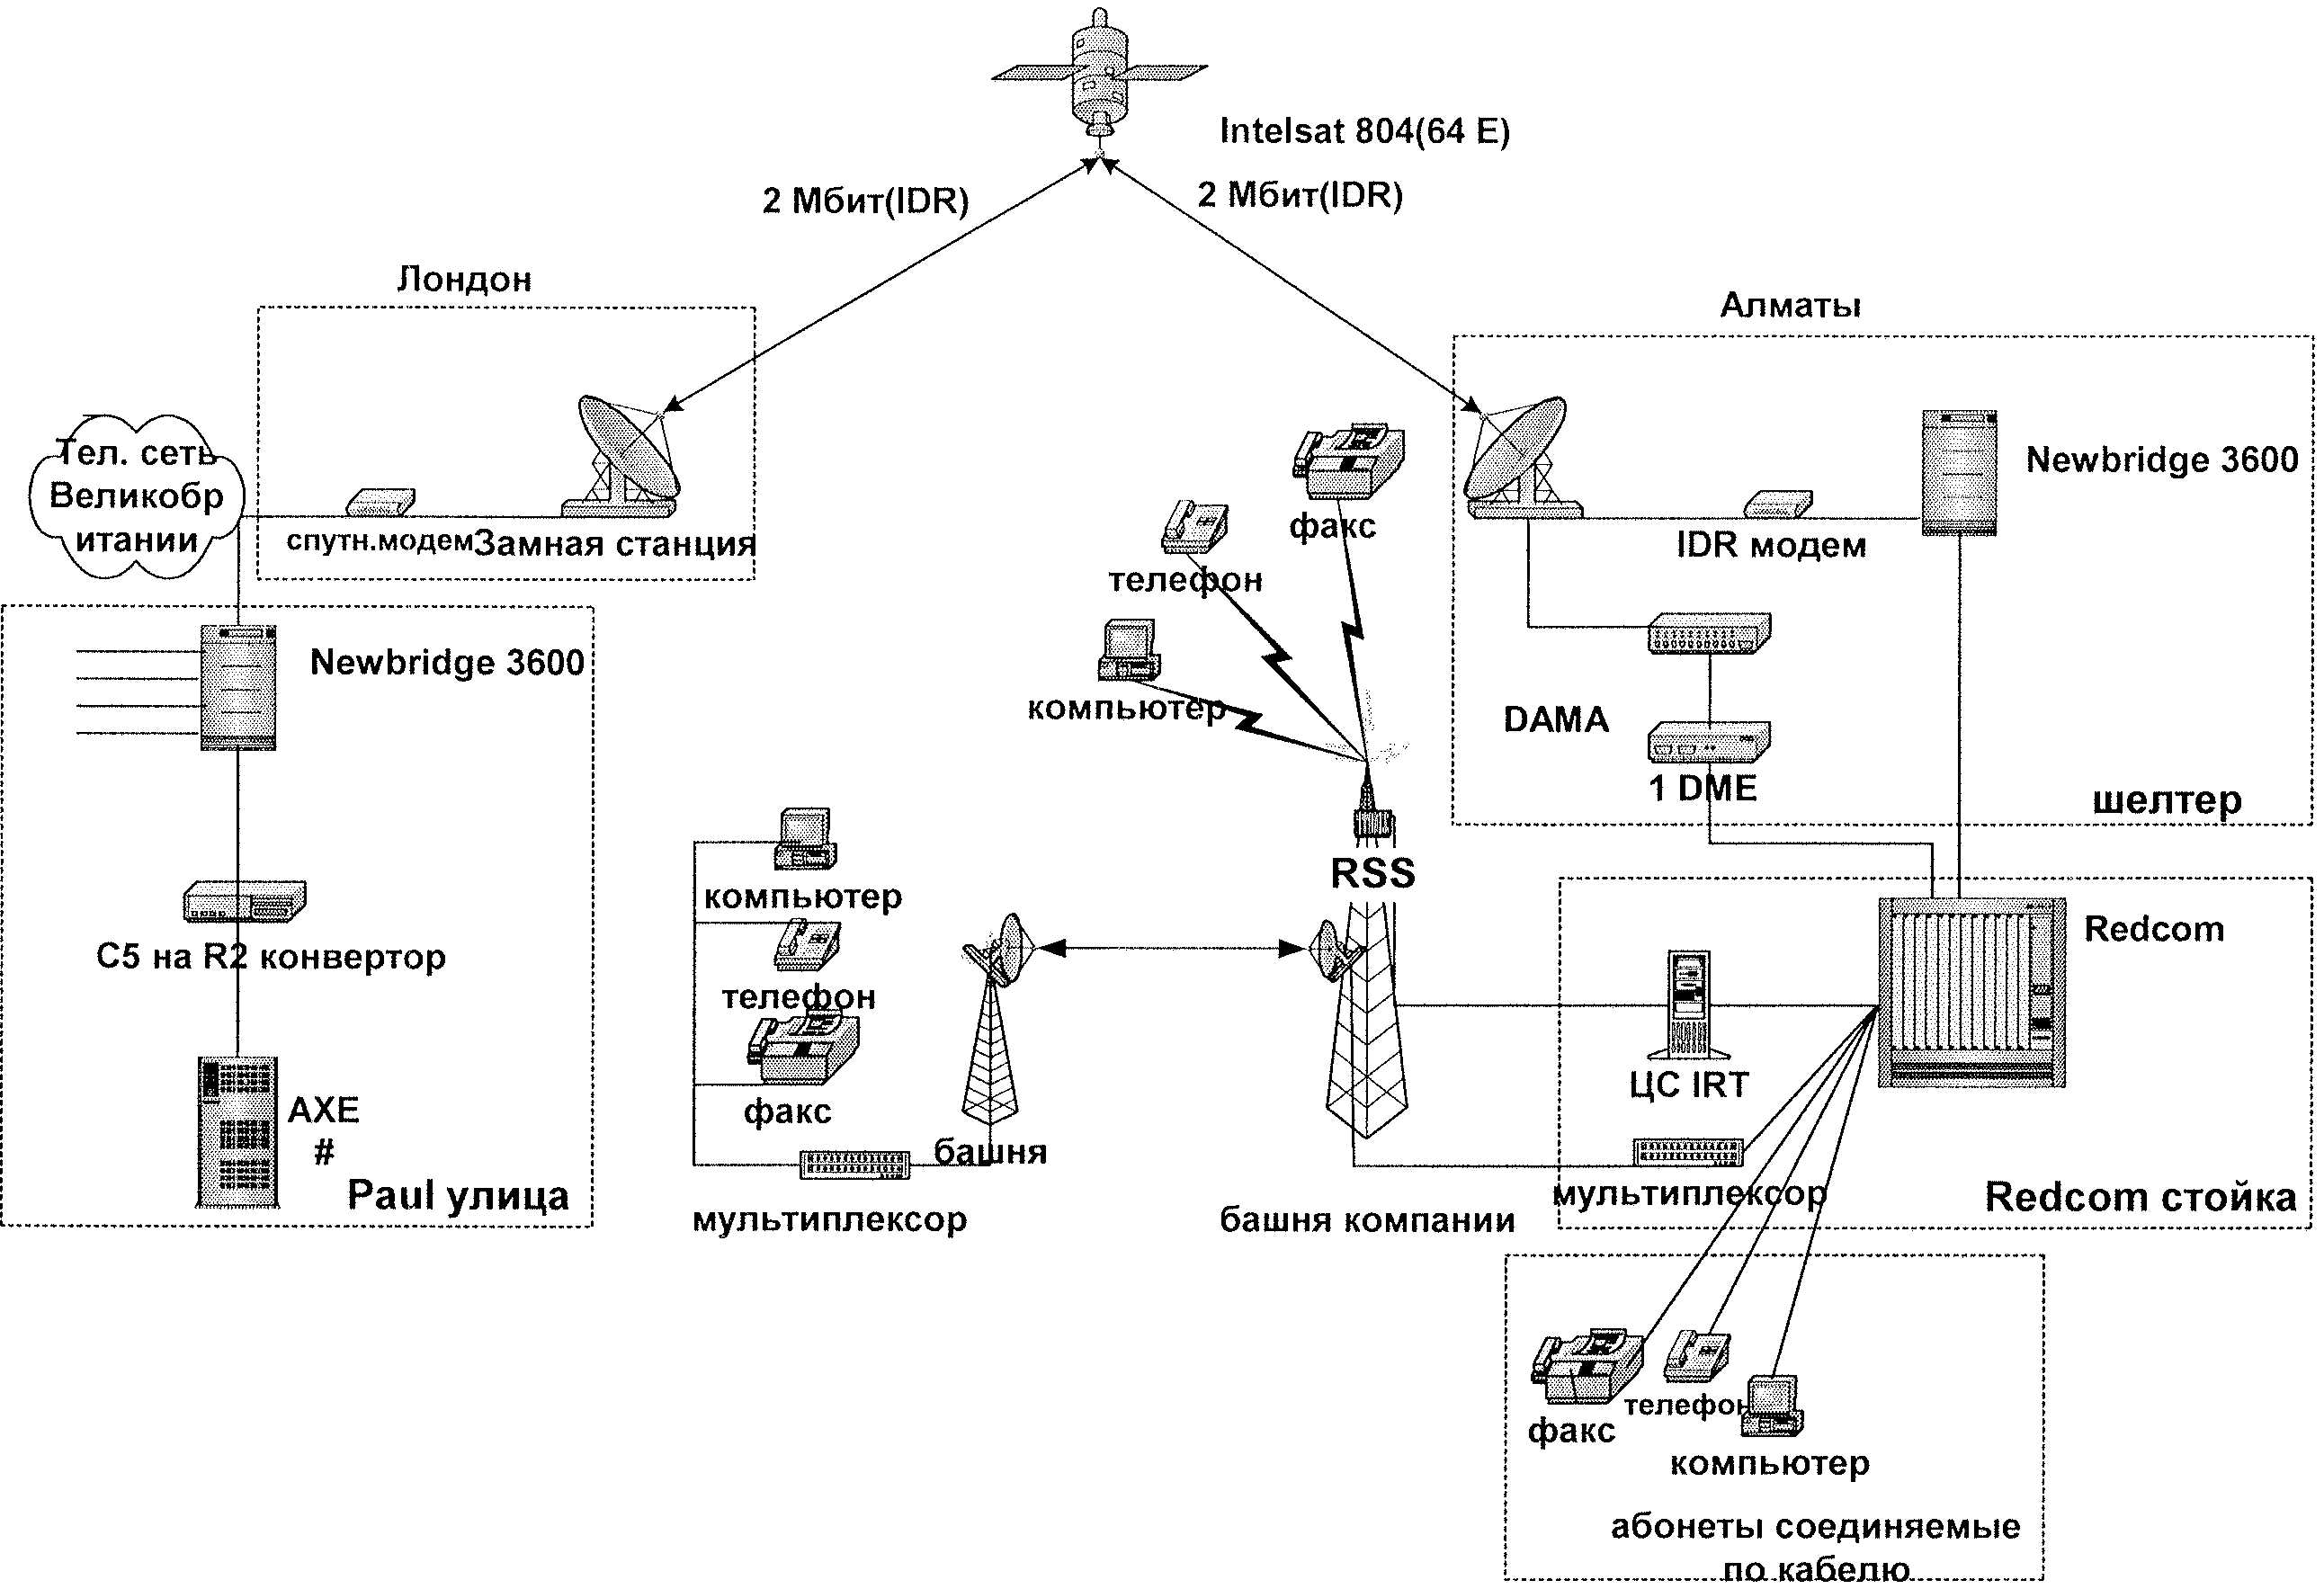 Intelsat 804(64 E)
2 Мбит(IDR)
2 Мбит(IDR)
Лондон
Алматы
Тел. сеть
Великобр
итании
спутн.модем
Замная станция
факс
телефон
компьютер
Newbridge 3600
IDR модем
DAMA
1 DME
шелтер
Newbridge 3600
C5 на R2 конвертор
AXE
#
Paul улица
компьютер
телефон
факс
мультиплексор
башня
RSS
башня компании
Redcom
ЦС IRT
мультиплексор
Redcom стойка
факс
телефон
компьютер
абонеты соединяемые
по кабелю